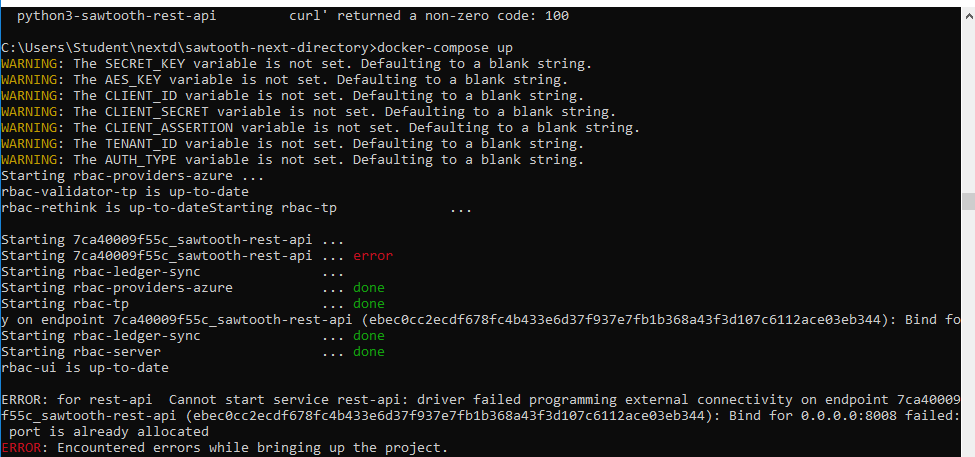 python3-sawtooth-rest-api         curl' returned a non-zero code: 100
C:\Users\Student\nextd\sawtooth-next-directory>docker-compose up
WARNING: The SECRET_KEY variable is not set. Defaulting to a blank string.
WARNING: The AES_KEY variable is not set. Defaulting to a blank string.
WARNING: The CLIENT_ID variable is not set. Defaulting to a blank string.
WARNING: The CLIENT_SECRET variable is not set. Defaulting to a blank string.
WARNING: The CLIENT_ASSERTION variable is not set. Defaulting to a blank string.
WARNING: The TENANT_ID variable is not set. Defaulting to a blank string.
WARNING: The AUTH_TYPE variable is not set. Defaulting to a blank string.
Starting rbac-providers-azure ...
rbac-validator-tp is up-to-date
rbac-rethink is up-to-dateStarting rbac-tp              ...
Starting 7ca40009f55c_sawtooth-rest-api ...
Starting 7ca40009f55c_sawtooth-rest-api ... error
Starting rbac-ledger-sync               ...
Starting rbac-providers-azure           ... done
Starting rbac-tp                        ... done
y on endpoint 7ca40009f55c_sawtooth-rest-api (ebec0cc2ecdf678fc4b433e6d37f937e7fb1b368a43f3d107c6112ace03eb344): Bind fo
Starting rbac-ledger-sync               ... done
Starting rbac-server                    ... done
rbac-ui is up-to-date
ERROR: for rest-api  Cannot start service rest-api: driver failed programming external connectivity on endpoint 7ca40009
f55c_sawtooth-rest-api (ebec0cc2ecdf678fc4b433e6d37f937e7fb1b368a43f3d107c6112ace03eb344): Bind for 0.0.0.0:8008 failed:
port is already allocated
ERROR: Encountered errors while bringing up the project.